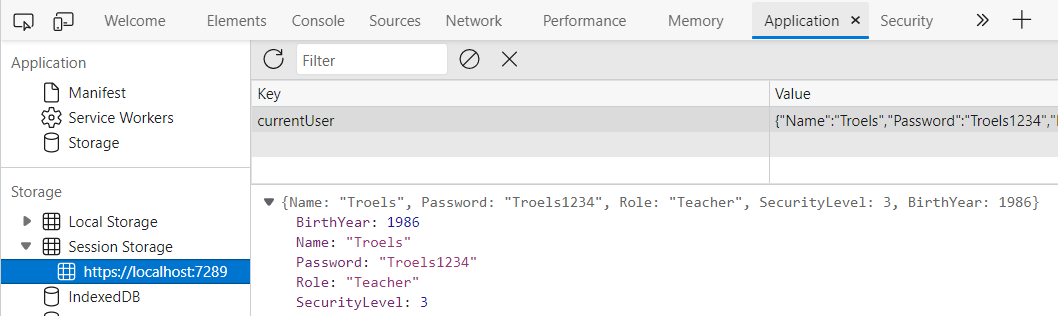 Welcome Elements Console Sources Network Performance Memory Application Security
Application
Manifest
Service Workers
Storage
Storage
Local Storage
Session Storage
https://localhost:7289
IndexedDB
Filter
Key Value
currentUser {"Name":"Troels","Password":"Troels1234","
{Name: "Troels", Password: "Troels1234", Role: "Teacher", SecurityLevel: 3, BirthYear: 1986}
BirthYear: 1986
Name: "Troels"
Password: "Troels1234"
Role: "Teacher"
SecurityLevel: 3